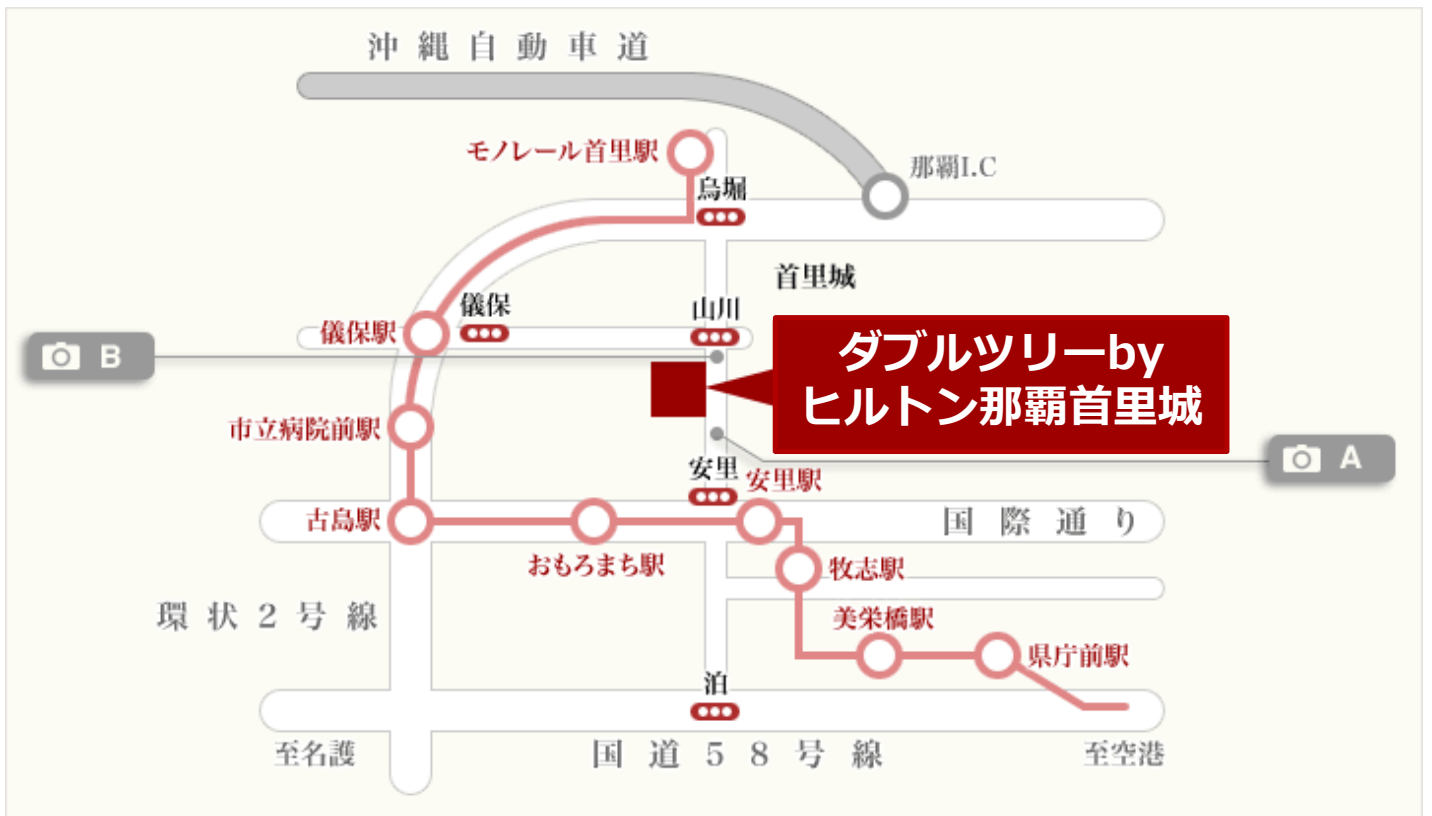 沖縄自動車道
モノレール首里駅
那覇I.C
鳥堀
首里城
儀保
山川
儀保駅
B
ダブルツリーby
ヒルトン那覇首里城
市立病院前駅
A
安里
安里駅
古島駅
国際通り
おもろまち駅
牧志駅
環状2号線
美栄橋駅
県庁前駅
泊
至名護
国道58号線
至空港